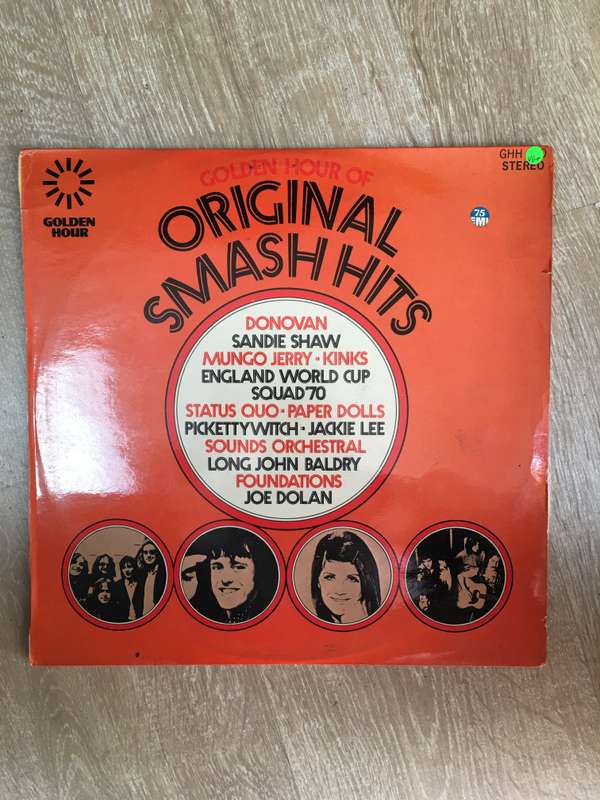 GOLDEN HOUR OF
ORIGINAL
SMASH HITS
GOLDEN
HOUR
GHH
STEREO
75
EMI
DONOVAN
SANDIE SHAW
MUNGO JERRY · KINKS
ENGLAND WORLD CUP
SQUAD '70
STATUS QUO · PAPER DOLLS
PICKETTYWITCH · JACKIE LEE
SOUNDS ORCHESTRAL
LONG JOHN BALDRY
FOUNDATIONS
JOE DOLAN